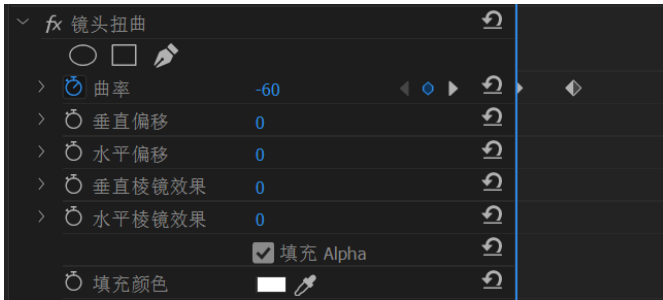 fx 镜头扭曲
曲率 -60
垂直偏移 0
水平偏移 0
垂直棱镜效果 0
水平棱镜效果 0
填充 Alpha
填充颜色